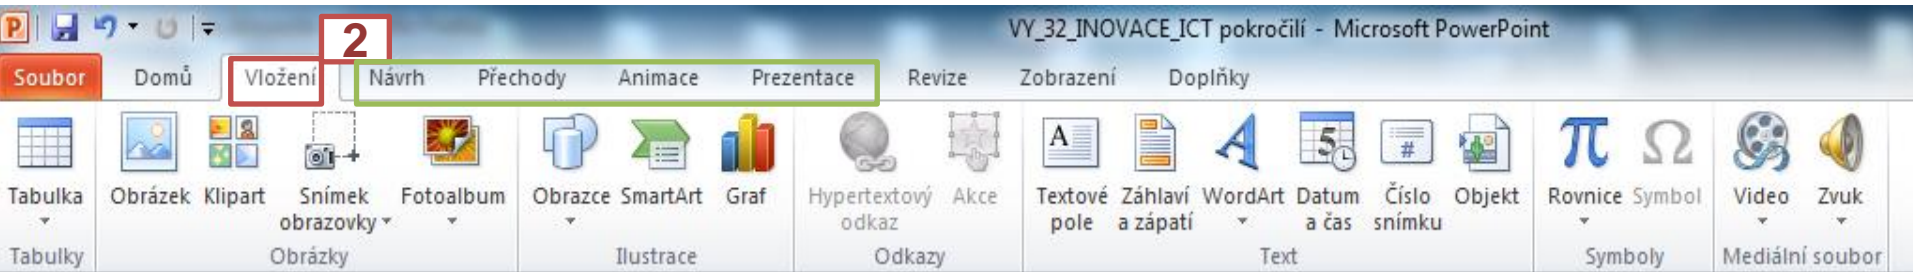 VY_32_INOVACE_ICT pokročilí - Microsoft PowerPoint
2
Soubor Domů Vložení Návrh Přechody Animace Prezentace Revize Zobrazení Doplňky
Tabulka Obrázek Klipart Snímek obrazovky Fotoalbum Obrazce SmartArt Graf Hypertextový odkaz Akce Textové pole Záhlaví a zápatí WordArt Datum a čas Číslo snímku Objekt Rovnice Symbol Video Zvuk
Tabulky Obrázky Ilustrace Odkazy Text Symboly Mediální soubor